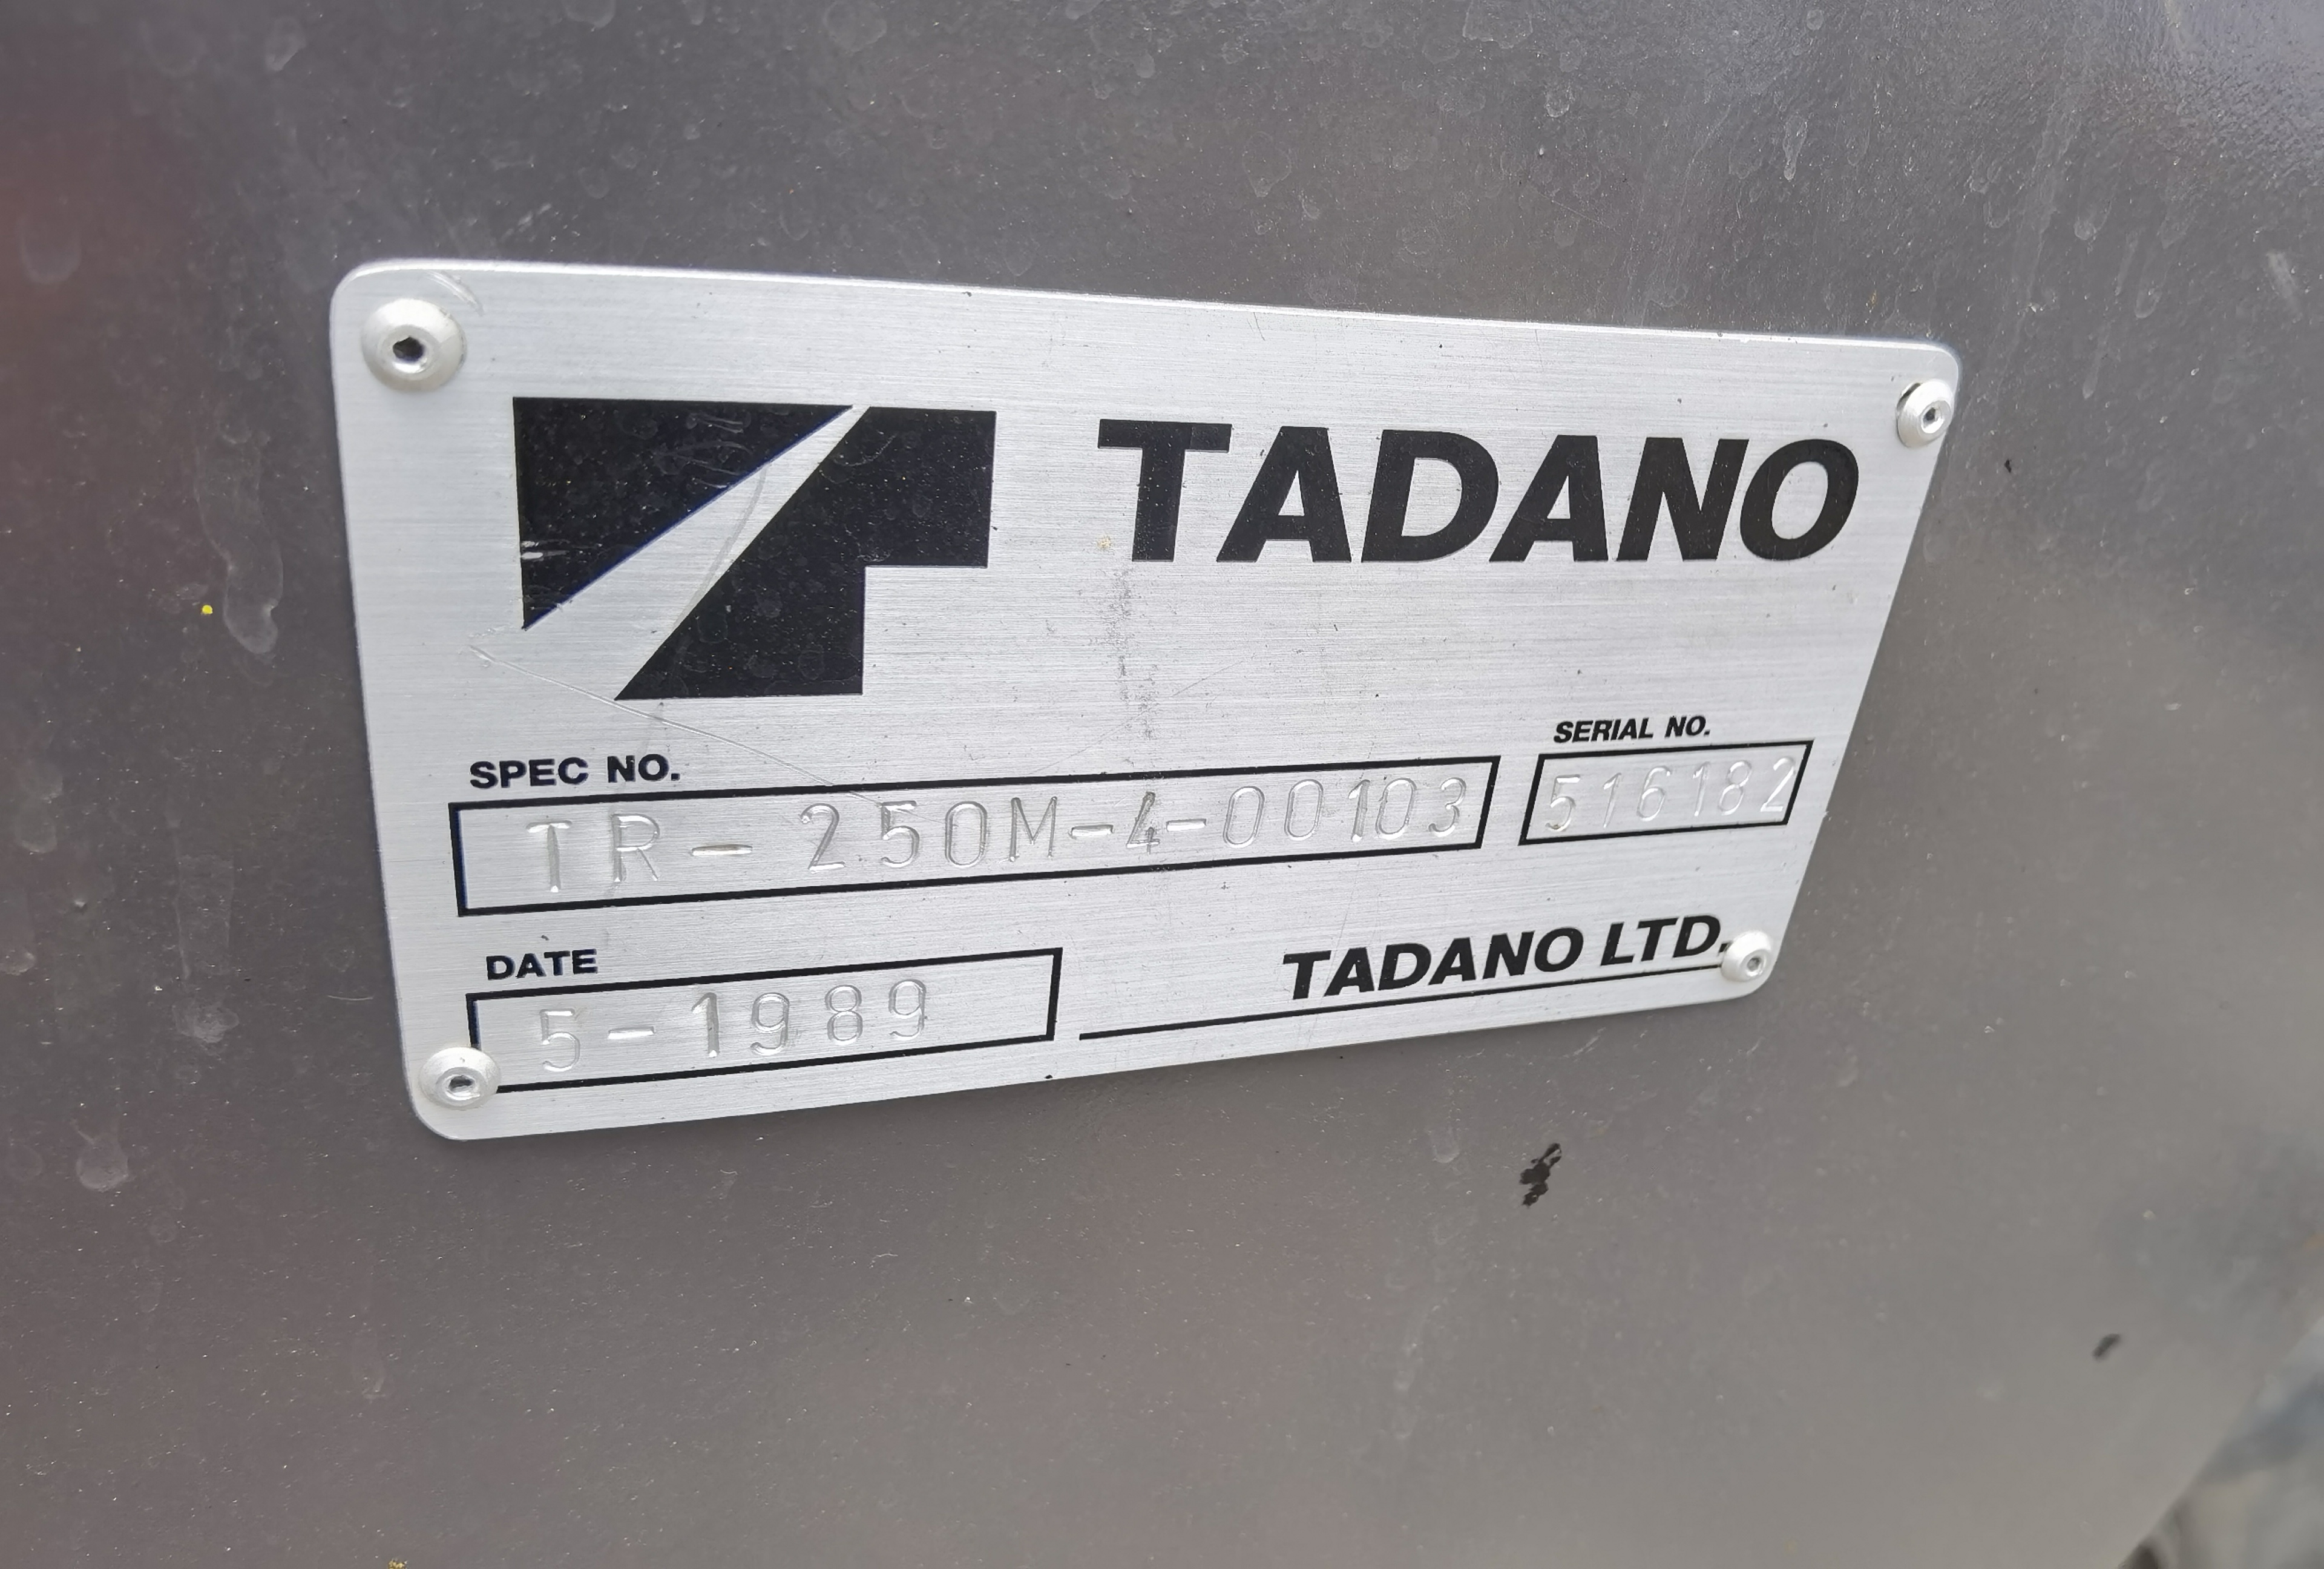 TADANO
SERIAL NO.
SPEC NO.
TR-250M-4-00103
516182
DATE
5-1989
TADANO LTD.